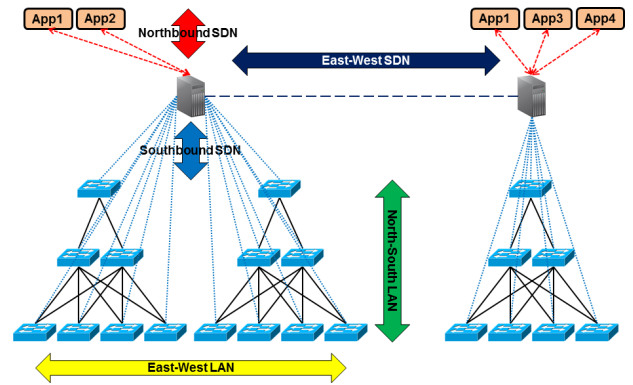 App1
App2
Northbound SDN
App1
App3
App4
East-West SDN
Southbound SDN
North-South LAN
East-West LAN